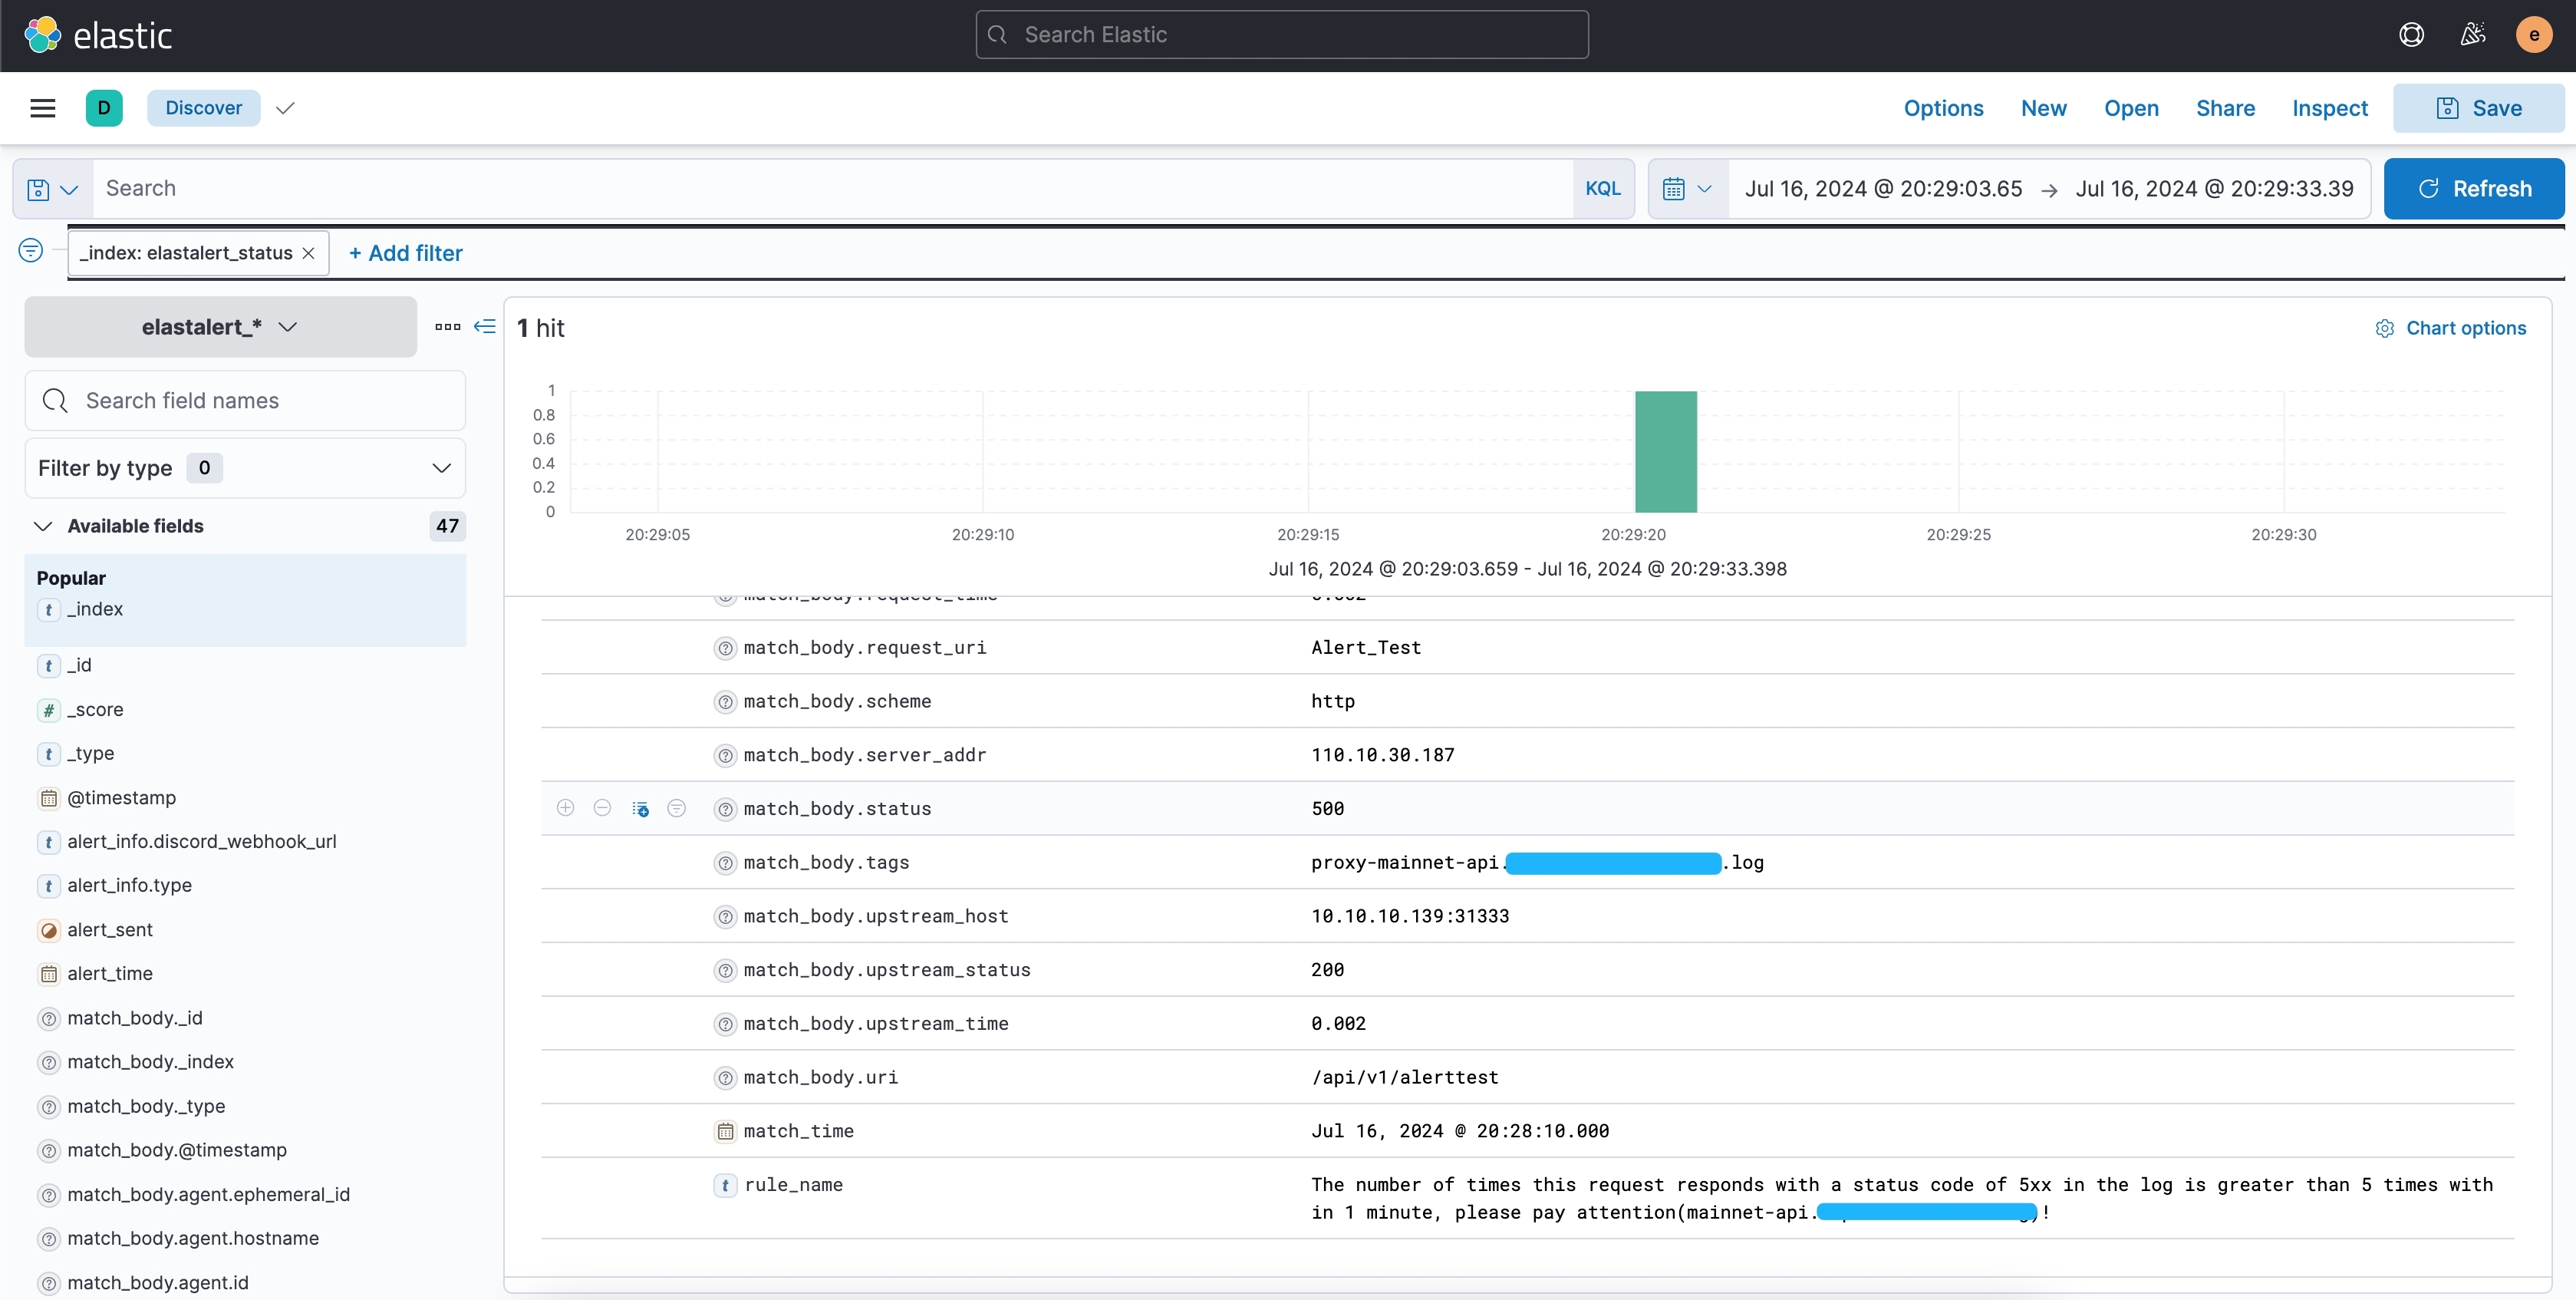 elastic
Search Elastic
e
D
Discover
Options
New
Open
Share
Inspect
Save
Search
KQL
Jul 16, 2024 @ 20:29:03.65 → Jul 16, 2024 @ 20:29:33.39
Refresh
_index: elastalert_status
+ Add filter
elastalert_*
Search field names
Filter by type 0
Available fields 47
Popular
t _index
t _id
# _score
t _type
@timestamp
t alert_info.discord_webhook_url
t alert_info.type
alert_sent
alert_time
match_body._id
match_body._index
match_body._type
match_body.@timestamp
match_body.agent.ephemeral_id
match_body.agent.hostname
match_body.agent.id
1 hit
Chart options
1
0.8
0.6
0.4
0.2
0
20:29:05 20:29:10 20:29:15 20:29:20 20:29:25 20:29:30
Jul 16, 2024 @ 20:29:03.659 - Jul 16, 2024 @ 20:29:33.398
match_body.request_time 0.002
match_body.request_uri Alert_Test
match_body.scheme http
match_body.server_addr 110.10.30.187
match_body.status 500
match_body.tags proxy-mainnet-api. .log
match_body.upstream_host 10.10.10.139:31333
match_body.upstream_status 200
match_body.upstream_time 0.002
match_body.uri /api/v1/alerttest
match_time Jul 16, 2024 @ 20:28:10.000
t rule_name The number of times this request responds with a status code of 5xx in the log is greater than 5 times with
in 1 minute, please pay attention(mainnet-api. )!